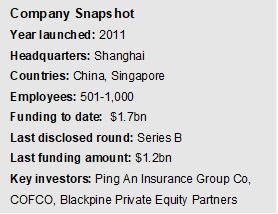 Company Snapshot
Year launched: 2011
Headquarters: Shanghai
Countries: China, Singapore
Employees: 501-1,000
Funding to date:  $1.7bn
Last disclosed round: Series B
Last funding amount: $1.2bn
Key investors: Ping An Insurance Group Co,
COFCO, Blackpine Private Equity Partners